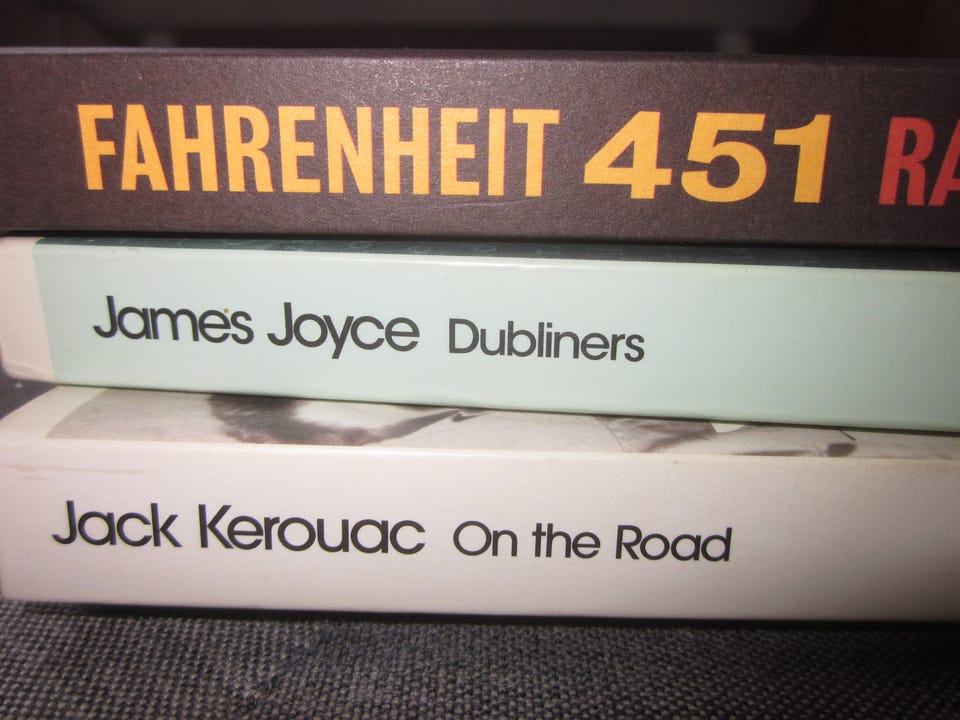 FAHRENHEIT 451 RA
James Joyce Dubliners
Jack Kerouac On the Road